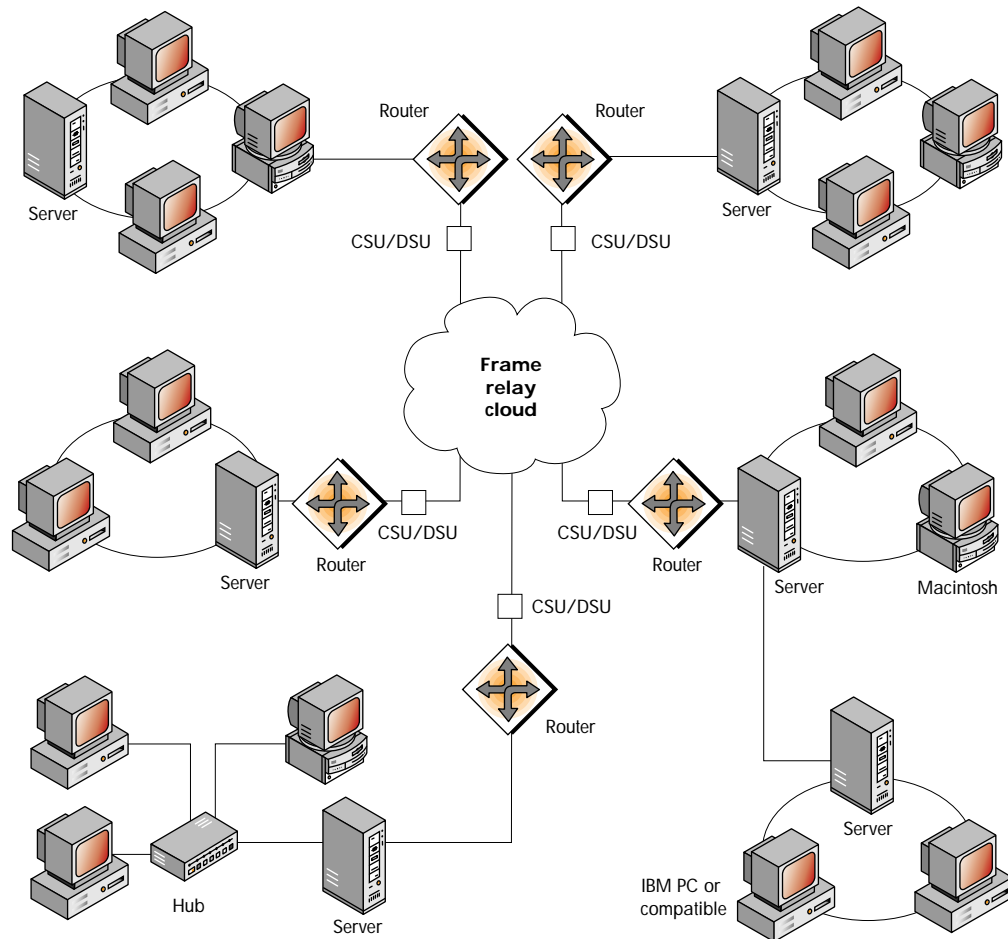 Router
Router
Server
Server
CSU/DSU
CSU/DSU
Frame
relay
cloud
CSU/DSU
CSU/DSU
Server
Router
Router
Server
Macintosh
CSU/DSU
Router
Server
Hub
Server
IBM PC or
compatible